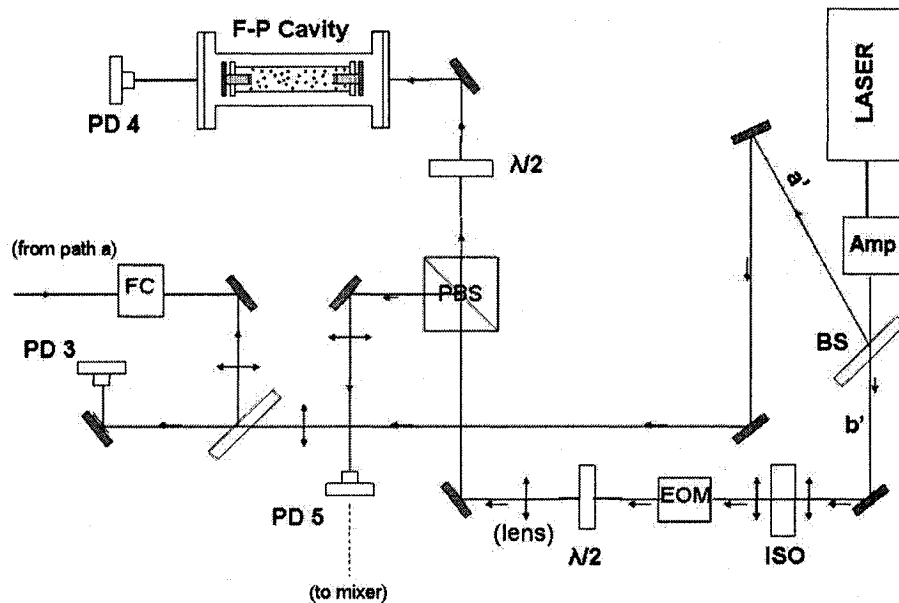 F-P Cavity
LASER
PD 4
λ/2
a'
Amp
(from path a)
FC
PBS
BS
PD 3
b'
EOM
PD 5
(lens)
λ/2
ISO
(to mixer)